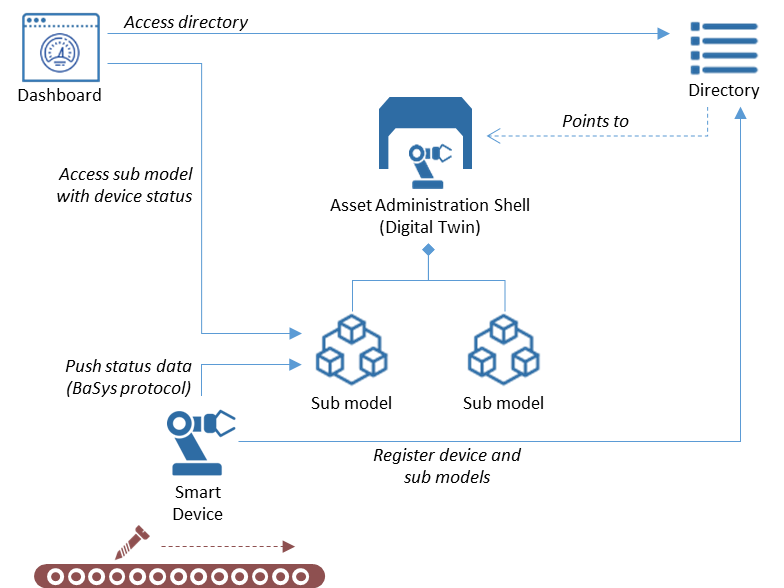 Access directory
Dashboard
Directory
Points to
Access sub model
with device status
Asset Administration Shell
(Digital Twin)
Push status data
(BaSys protocol)
Sub model
Sub model
Register device and
sub models
Smart
Device